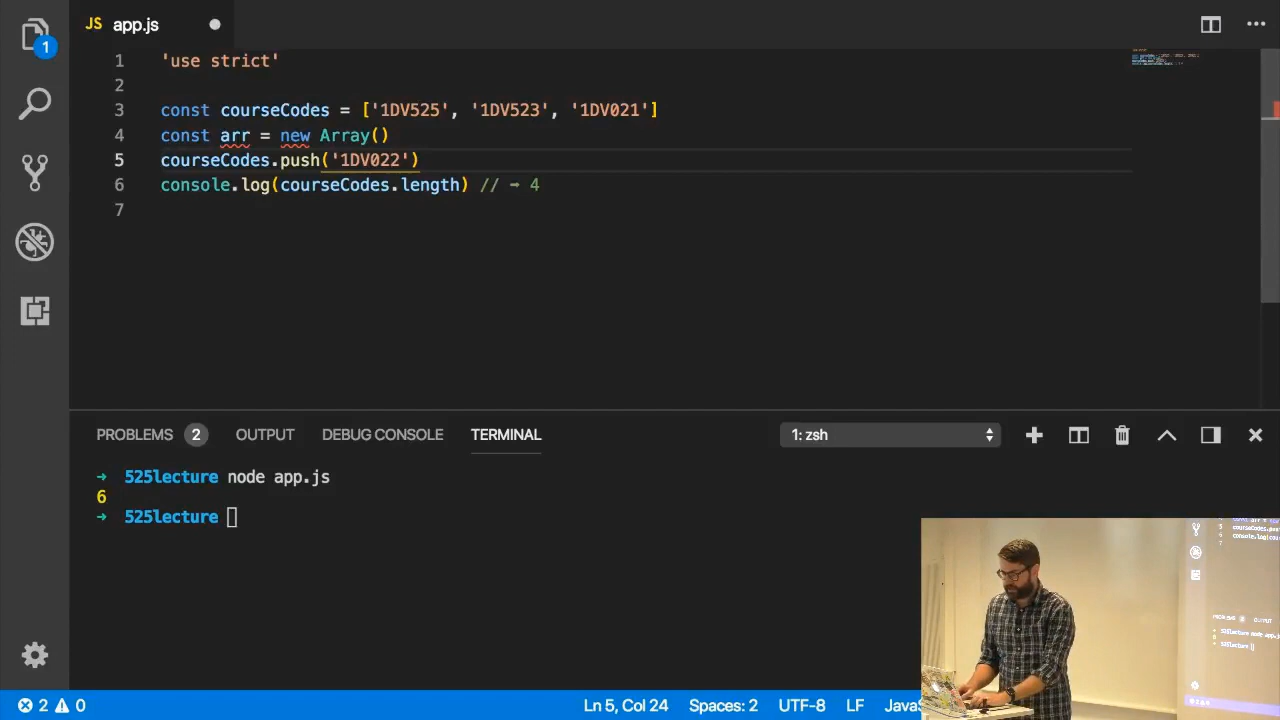 1
JS app.js
1 'use strict'
2
3 const courseCodes = ['1DV525', '1DV523', '1DV021']
4 const arr = new Array()
5 courseCodes.push('1DV022')
6 console.log(courseCodes.length) // → 4
7
PROBLEMS 2 OUTPUT DEBUG CONSOLE TERMINAL 1: zsh
→ 525lecture node app.js
6
→ 525lecture
2 0 Ln 5, Col 24 Spaces: 2 UTF-8 LF